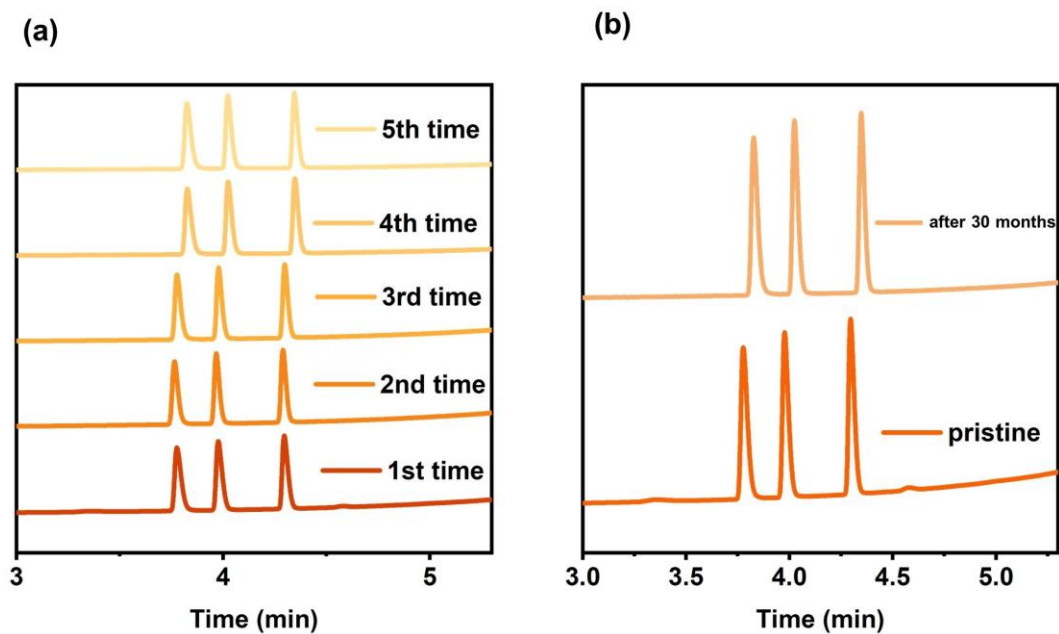 (a)
5th time
4th time
3rd time
2nd time
1st time
3
4
5
Time (min)
(b)
after 30 months
pristine
3.0
3.5
4.0
4.5
5.0
Time (min)